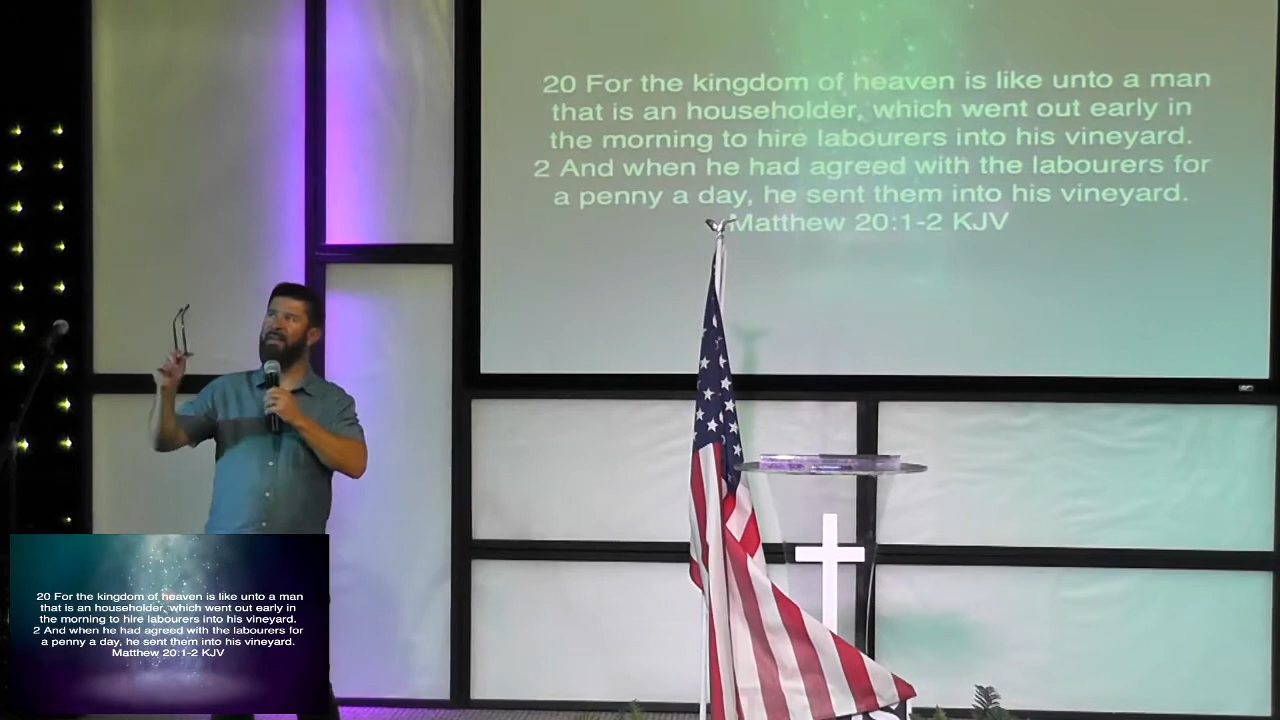 20 For the kingdom of heaven is like unto a man
that is an householder, which went out early in
the morning to hire labourers into his vineyard.
2 And when he had agreed with the labourers for
a penny a day, he sent them into his vineyard.
Matthew 20:1-2 KJV
20 For the kingdom of heaven is like unto a man
that is an householder, which went out early in
the morning to hire labourers into his vineyard.
2 And when he had agreed with the labourers for
a penny a day, he sent them into his vineyard.
Matthew 20:1-2 KJV